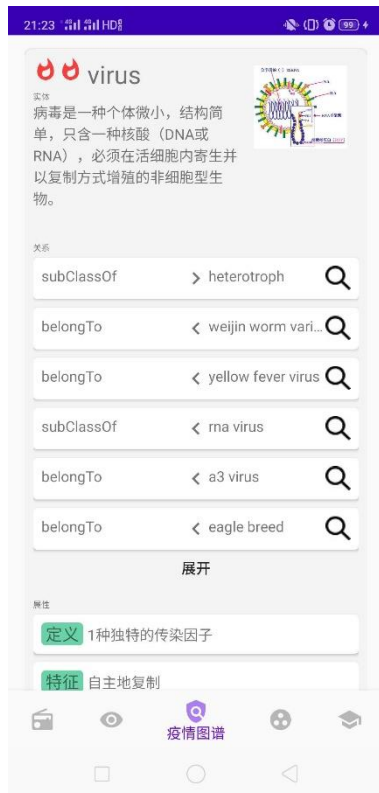 21:23
HD
99
virus
实体
病毒是一种个体微小，结构简
单，只含一种核酸（DNA或
RNA），必须在活细胞内寄生并
以复制方式增殖的非细胞型生
物。
关系
subClassOf > heterotroph
belongTo < weijin worm vari...
belongTo < yellow fever virus
subClassOf < rna virus
belongTo < a3 virus
belongTo < eagle breed
展开
属性
定义 1种独特的传染因子
特征 自主地复制
疫情图谱